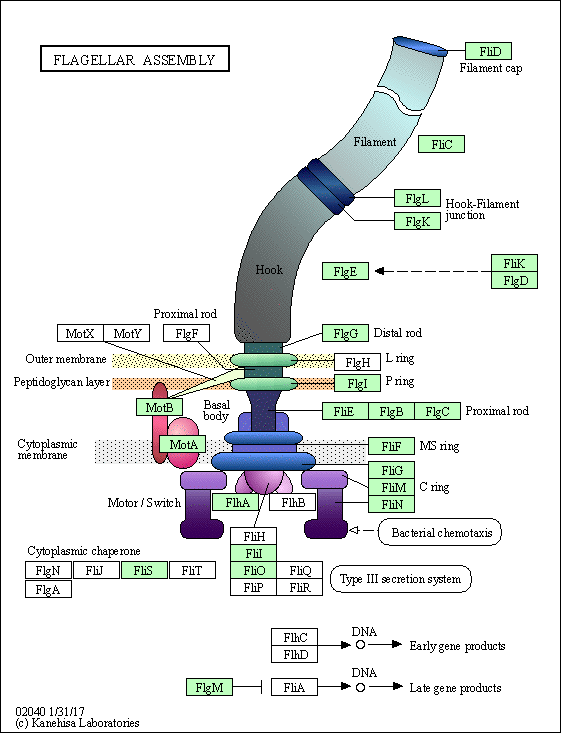 FLAGELLAR ASSEMBLY
FliD
Filament cap
Filament
FliC
FlgL
Hook-Filament
junction
FlgK
Hook
FlgE
FliK
FlgD
Proximal rod
MotX
MotY
FlgF
FlgG
Distal rod
Outer membrane
FlgH
L ring
Peptidoglycan layer
FlgI
P ring
MotB
Basal
body
FliE
FlgB
FlgC
Proximal rod
MotA
Cytoplasmic
membrane
FliF
MS ring
FliG
FliM
C ring
FliN
Motor / Switch
FlhA
FlhB
Bacterial chemotaxis
FliH
FliI
FliO
FliQ
FliP
FliR
Type III secretion system
Cytoplasmic chaperone
FlgN
FliJ
FliS
FliT
FlgA
FlhC
FlhD
DNA
Early gene products
FlgM
FliA
DNA
Late gene products
02040 1/31/17
(c) Kanehisa Laboratories